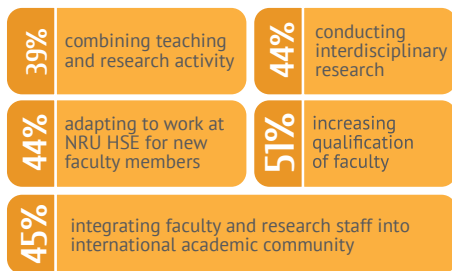 39%
combining teaching
and research activity
44%
conducting
interdisciplinary
research
44%
adapting to work at
NRU HSE for new
faculty members
51%
increasing
qualification
of faculty
45%
integrating faculty and research staff into
international academic community